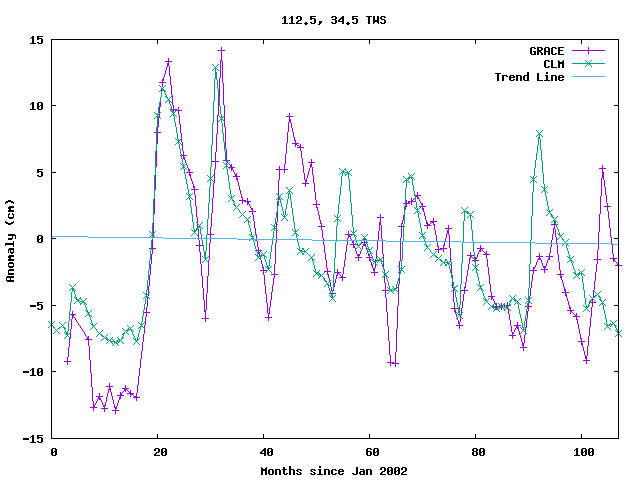 112.5, 34.5 TWS
GRACE
CLM
Trend Line
15
10
5
0
-5
-10
-15
Anomaly (cm)
0 20 40 60 80 100
Months since Jan 2002